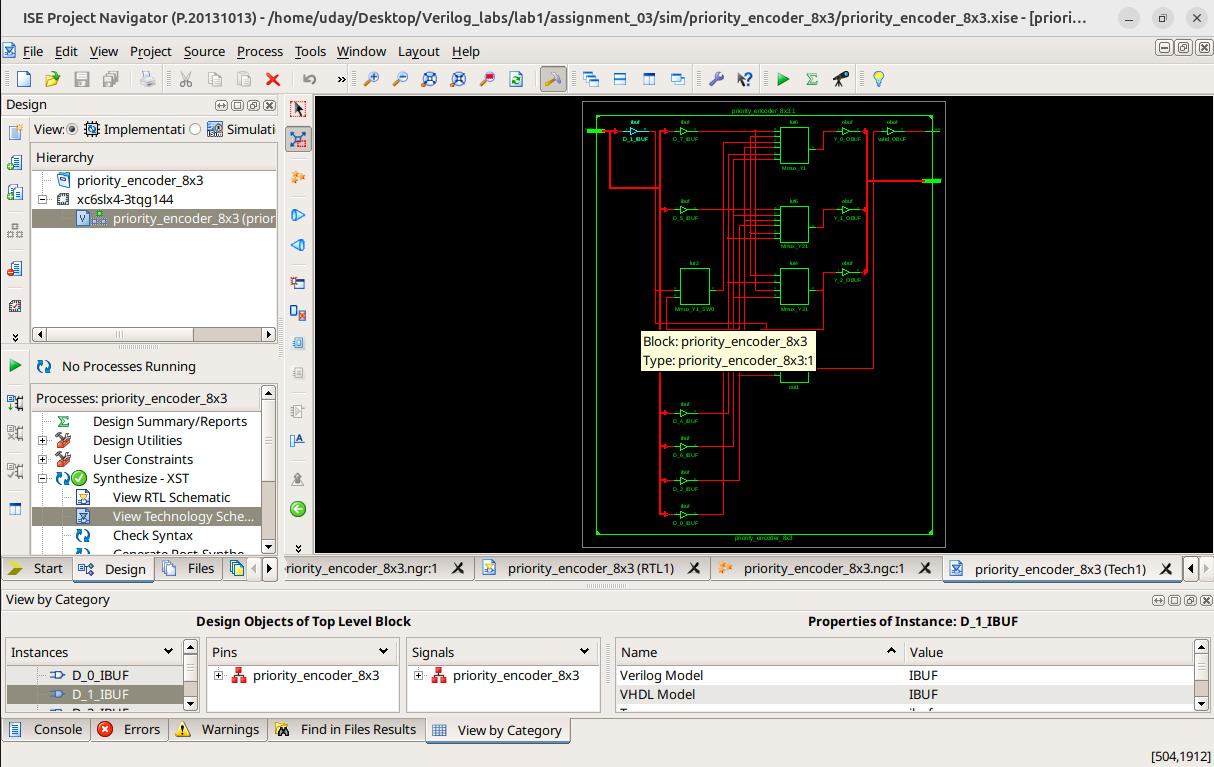 ISE Project Navigator (P.20131013) - /home/uday/Desktop/Verilog_labs/lab1/assignment_03/sim/priority_encoder_8x3/priority_encoder_8x3.xise - [priori...
File Edit View Project Source Process Tools Window Layout Help
»
Design
View: Implementati Simulati
Hierarchy
priority_encoder_8x3
xc6slx4-3tqg144
priority_encoder_8x3 (prior
No Processes Running
Processes: priority_encoder_8x3
Design Summary/Reports
Design Utilities
User Constraints
Synthesize - XST
View RTL Schematic
View Technology Sche...
Check Syntax
Generate Post-Synthe
priority_encoder_8x3:1
ibuf ibuf lut6 obuf obuf
D_1_IBUF D_7_IBUF Y_0_OBUF valid_OBUF
Mmux_Y1
ibuf lut6 obuf
D_5_IBUF Y_1_OBUF
Mmux_Y21
lut2 lut4 obuf
Y_2_OBUF
Mmux_Y1_SW0 Mmux_Y31
Block: priority_encoder_8x3
Type: priority_encoder_8x3:1
out1
ibuf
D_4_IBUF
ibuf
D_6_IBUF
ibuf
D_2_IBUF
ibuf
D_0_IBUF
priority_encoder_8x3
Start Design Files
riority_encoder_8x3.ngr:1 priority_encoder_8x3 (RTL1) priority_encoder_8x3.ngc:1 priority_encoder_8x3 (Tech1)
View by Category
Design Objects of Top Level Block Properties of Instance: D_1_IBUF
Instances Pins Signals Name Value
D_0_IBUF priority_encoder_8x3 priority_encoder_8x3 Verilog Model IBUF
D_1_IBUF VHDL Model IBUF
Console Errors Warnings Find in Files Results View by Category
[504,1912]